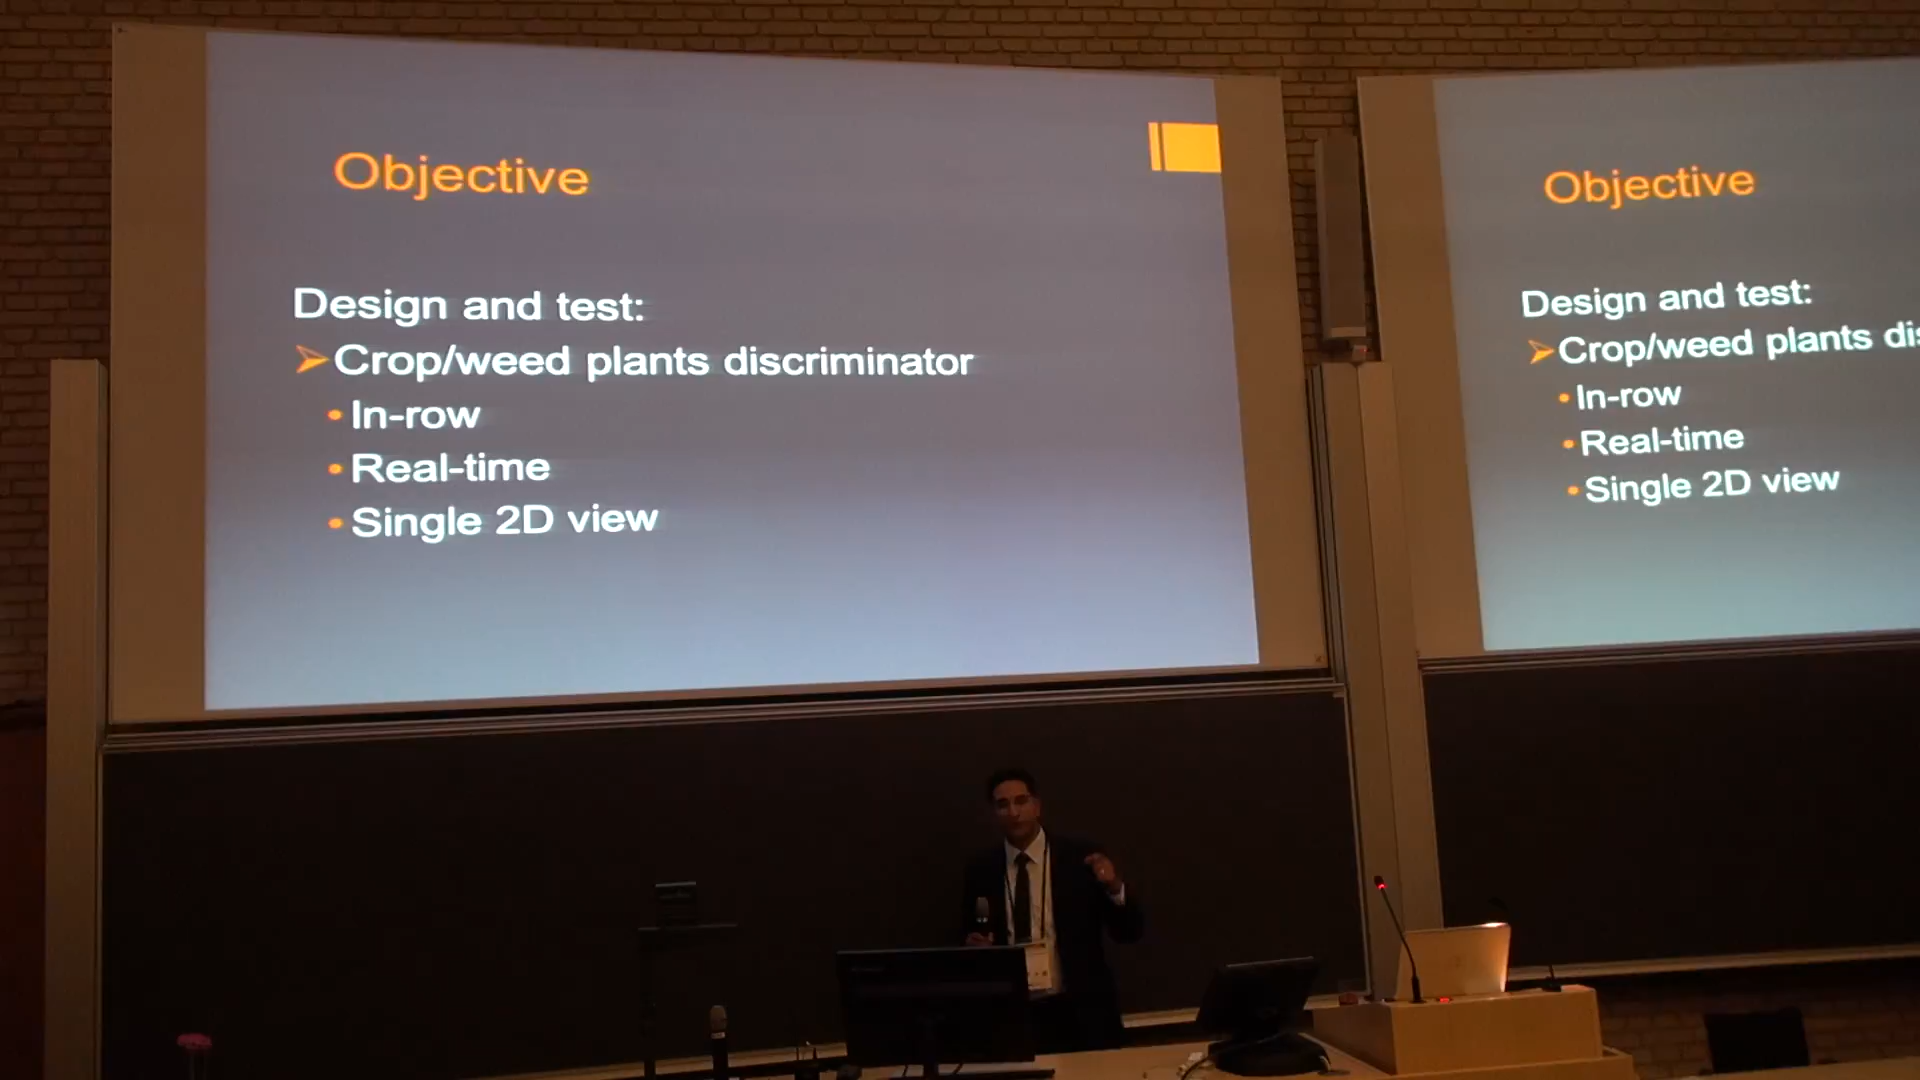 Objective
Design and test:
➢Crop/weed plants discriminator
• In-row
• Real-time
• Single 2D view
Objective
Design and test:
➢Crop/weed plants
• In-row
• Real-time
• Single 2D view